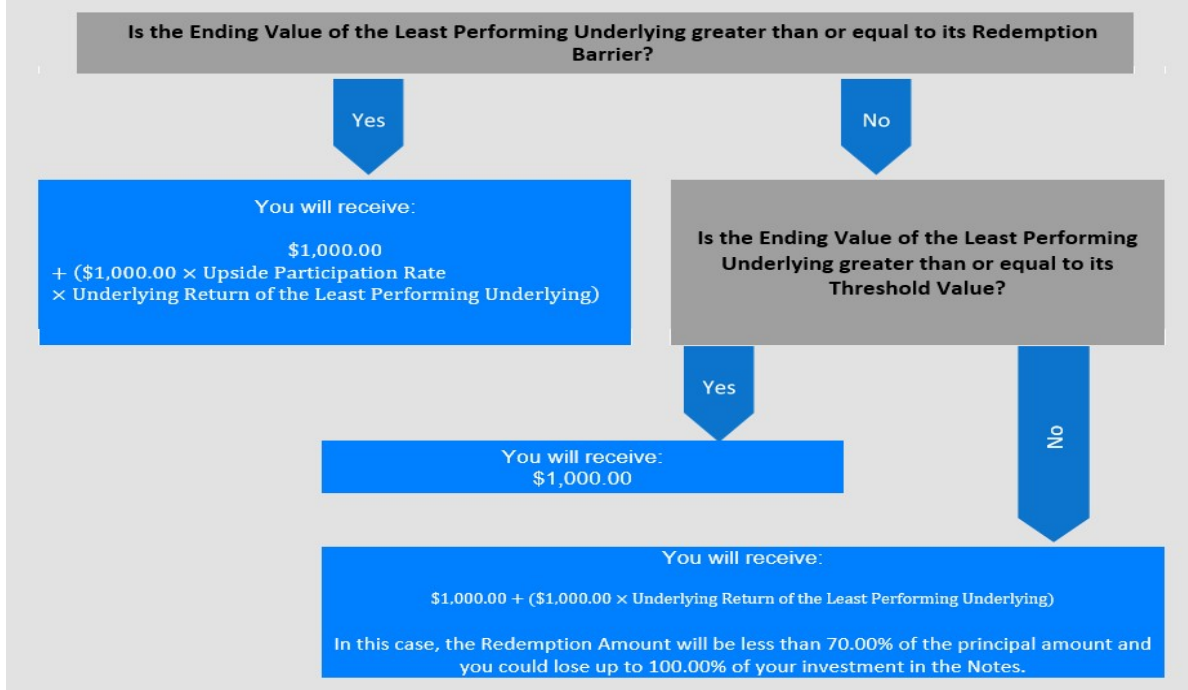 Is the Ending Value of the Least Performing Underlying greater than or equal to its Redemption
Barrier?
Yes
No
You will receive:
$1,000.00
+ ($1,000.00 × Upside Participation Rate
× Underlying Return of the Least Performing Underlying)
Is the Ending Value of the Least Performing
Underlying greater than or equal to its
Threshold Value?
Yes
No
You will receive:
$1,000.00
You will receive:
$1,000.00 + ($1,000.00 × Underlying Return of the Least Performing Underlying)
In this case, the Redemption Amount will be less than 70.00% of the principal amount and
you could lose up to 100.00% of your investment in the Notes.